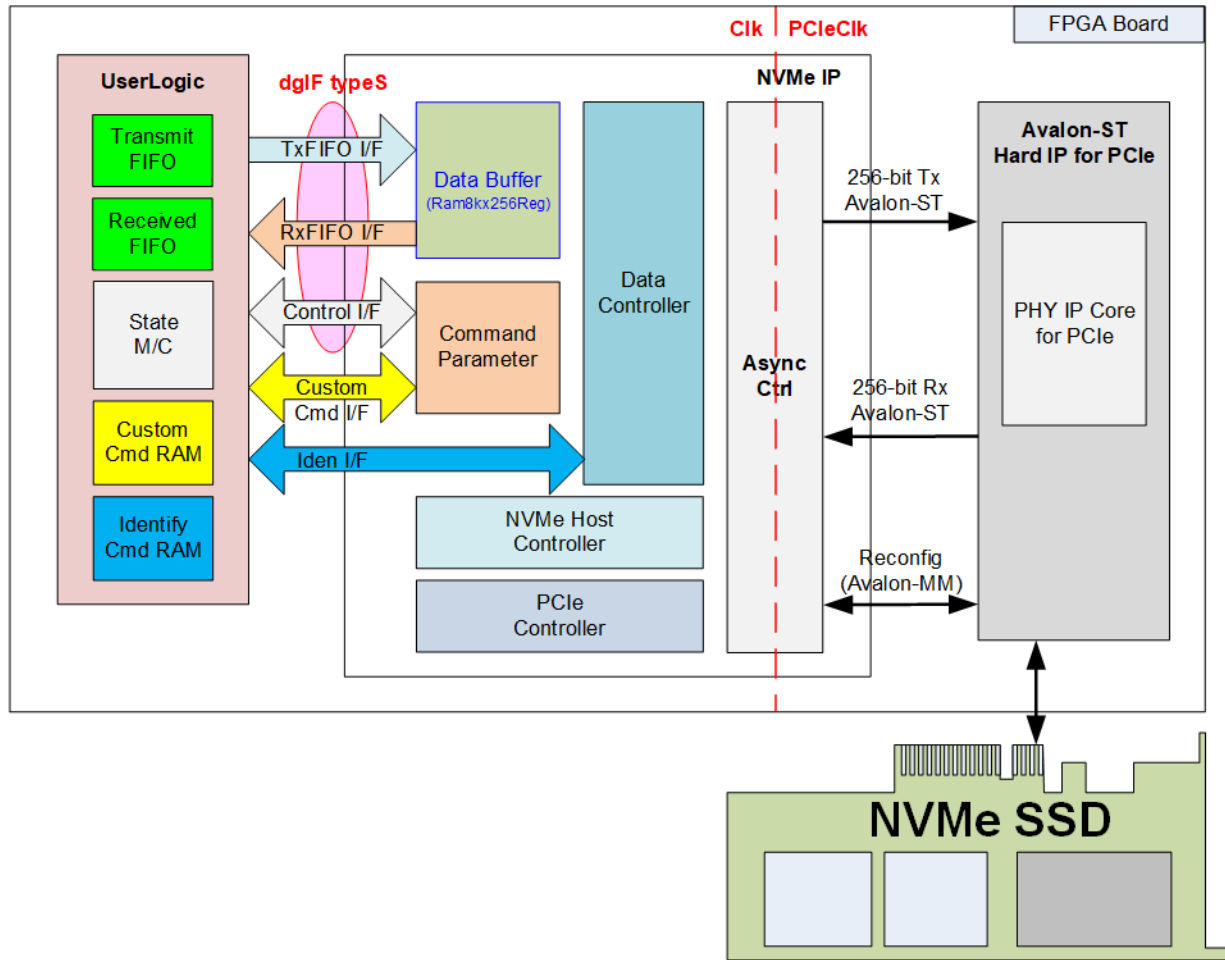 FPGA Board
Clk
PCIeClk
UserLogic
dgIF typeS
NVMe IP
Transmit
FIFO
Received
FIFO
State
M/C
Custom
Cmd RAM
Identify
Cmd RAM
TxFIFO I/F
RxFIFO I/F
Control I/F
Custom
Cmd I/F
Iden I/F
Data Buffer
(Ram8kx256Reg)
Command
Parameter
Data
Controller
NVMe Host
Controller
PCIe
Controller
Async
Ctrl
256-bit Tx
Avalon-ST
256-bit Rx
Avalon-ST
Reconfig
(Avalon-MM)
Avalon-ST
Hard IP for PCIe
PHY IP Core
for PCIe
NVMe SSD